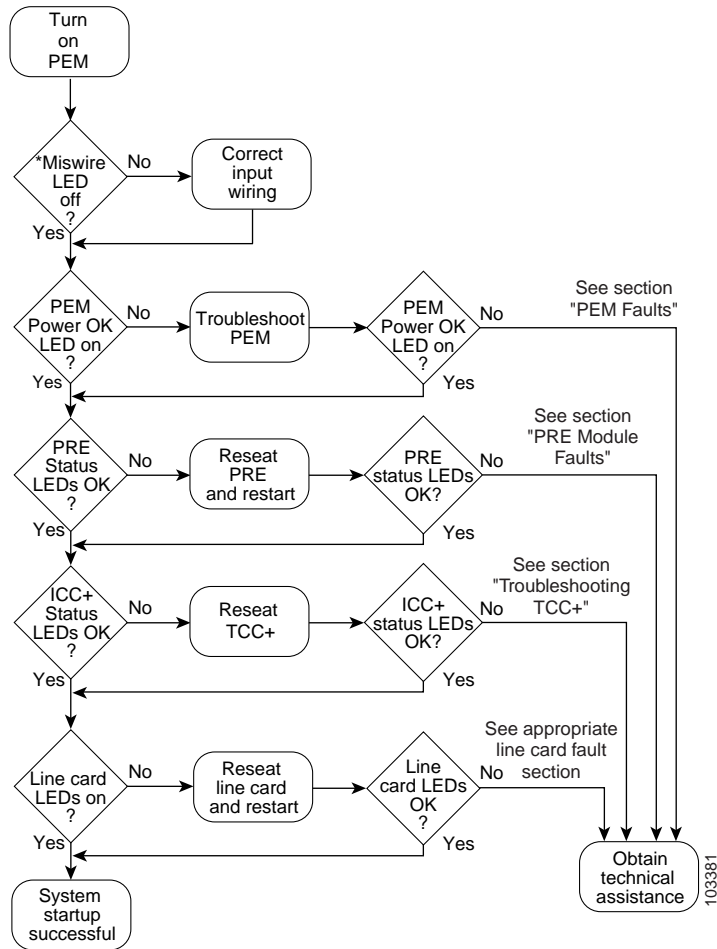 Turn
on
PEM
*Miswire
LED
off
?
No
Yes
Correct
input
wiring
PEM
Power OK
LED on
?
No
Yes
Troubleshoot
PEM
PEM
Power OK
LED on
?
No
Yes
See section
"PEM Faults"
PRE
Status
LEDs OK
?
No
Yes
Reseat
PRE
and restart
PRE
status LEDs
OK?
No
Yes
See section
"PRE Module
Faults"
ICC+
Status
LEDs OK
?
No
Yes
Reseat
TCC+
ICC+
status LEDs
OK?
No
Yes
See section
"Troubleshooting
TCC+"
Line card
LEDs on
?
No
Yes
Reseat
line card
and restart
Line
card LEDs
OK
?
No
Yes
See appropriate
line card fault
section
System
startup
successful
Obtain
technical
assistance
103381